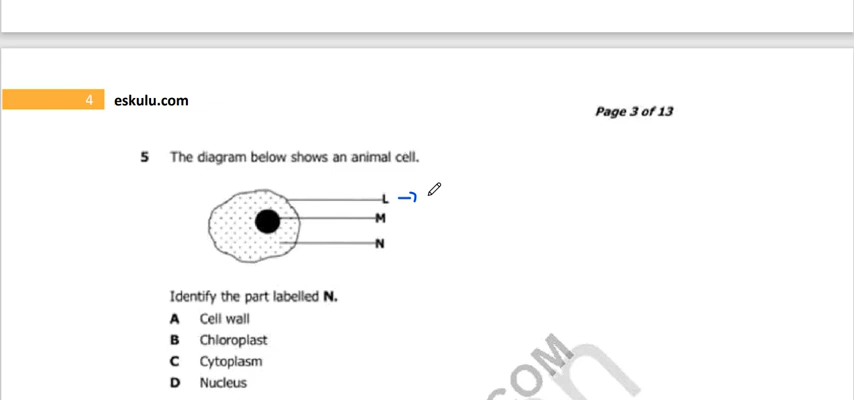 4 eskulu.com
Page 3 of 13
5 The diagram below shows an animal cell.
L
M
N
Identify the part labelled N.
A Cell wall
B Chloroplast
C Cytoplasm
D Nucleus
COM